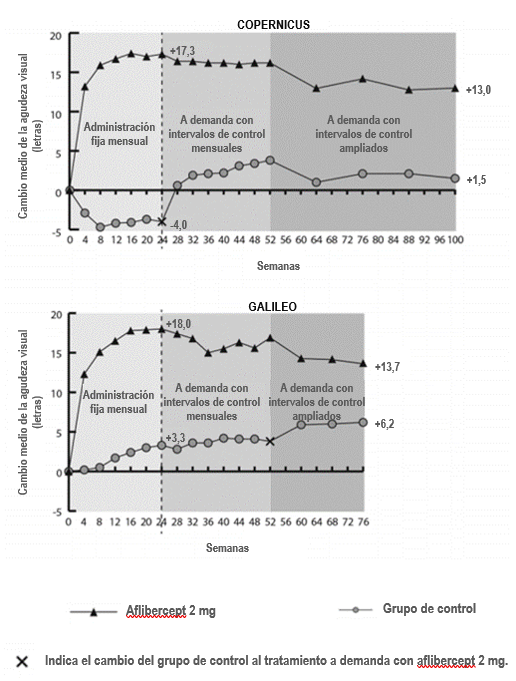 COPERNICUS
Cambio medio de la agudeza visual
(letras)
20
15
10
5
0
-5
+17,3
+13,0
+1,5
-4,0
Administración
fija mensual
A demanda con
intervalos de control
mensuales
A demanda con
intervalos de control
ampliados
0 4 8 12 16 20 24 28 32 36 40 44 48 52 56 60 64 68 72 76 80 84 88 92 96 100
Semanas
GALILEO
Cambio medio de la agudeza visual
(letras)
20
15
10
5
0
-5
+18,0
+13,7
+6,2
+3,3
Administración
fija mensual
A demanda con
intervalos de control
mensuales
A demanda con
intervalos de control
ampliados
0 4 8 12 16 20 24 28 32 36 40 44 48 52 56 60 64 68 72 76
Semanas
Aflibercept 2 mg
Grupo de control
Indica el cambio del grupo de control al tratamiento a demanda con aflibercept 2 mg.